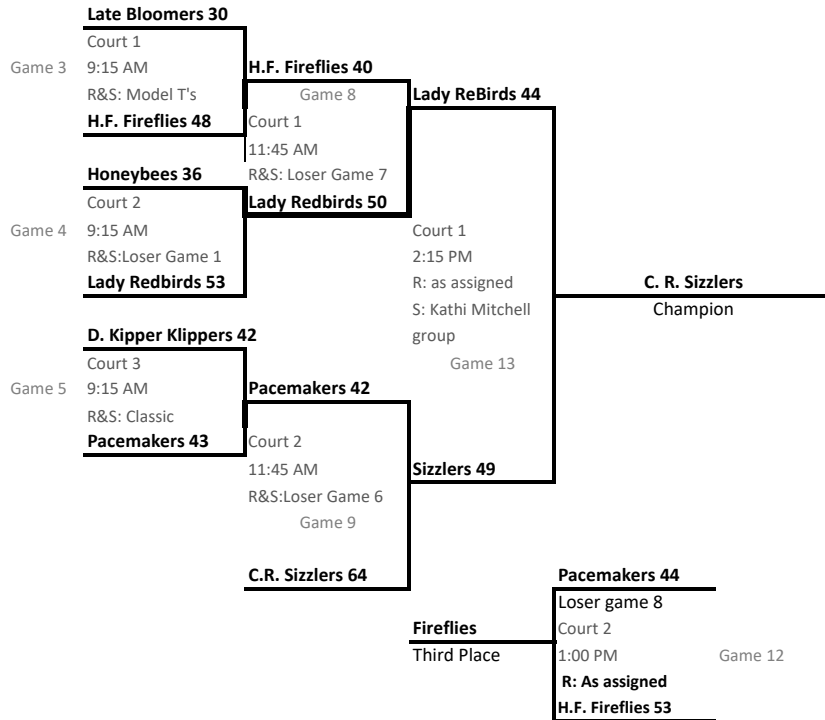 Late Bloomers 30
Court 1
Game 3
9:15 AM
R&S: Model T's
H.F. Fireflies 48
H.F. Fireflies 40
Game 8
Court 1
11:45 AM
R&S: Loser Game 7
Lady Redbirds 50
Honeybees 36
Court 2
Game 4
9:15 AM
R&S:Loser Game 1
Lady Redbirds 53
Lady ReBirds 44
Court 1
2:15 PM
R: as assigned
S: Kathi Mitchell
group
Game 13
C. R. Sizzlers
Champion
D. Kipper Klippers 42
Court 3
Game 5
9:15 AM
R&S: Classic
Pacemakers 43
Pacemakers 42
Court 2
11:45 AM
R&S:Loser Game 6
Game 9
C.R. Sizzlers 64
Sizzlers 49
Pacemakers 44
Loser game 8
Court 2
1:00 PM
Game 12
R: As assigned
H.F. Fireflies 53
Fireflies
Third Place